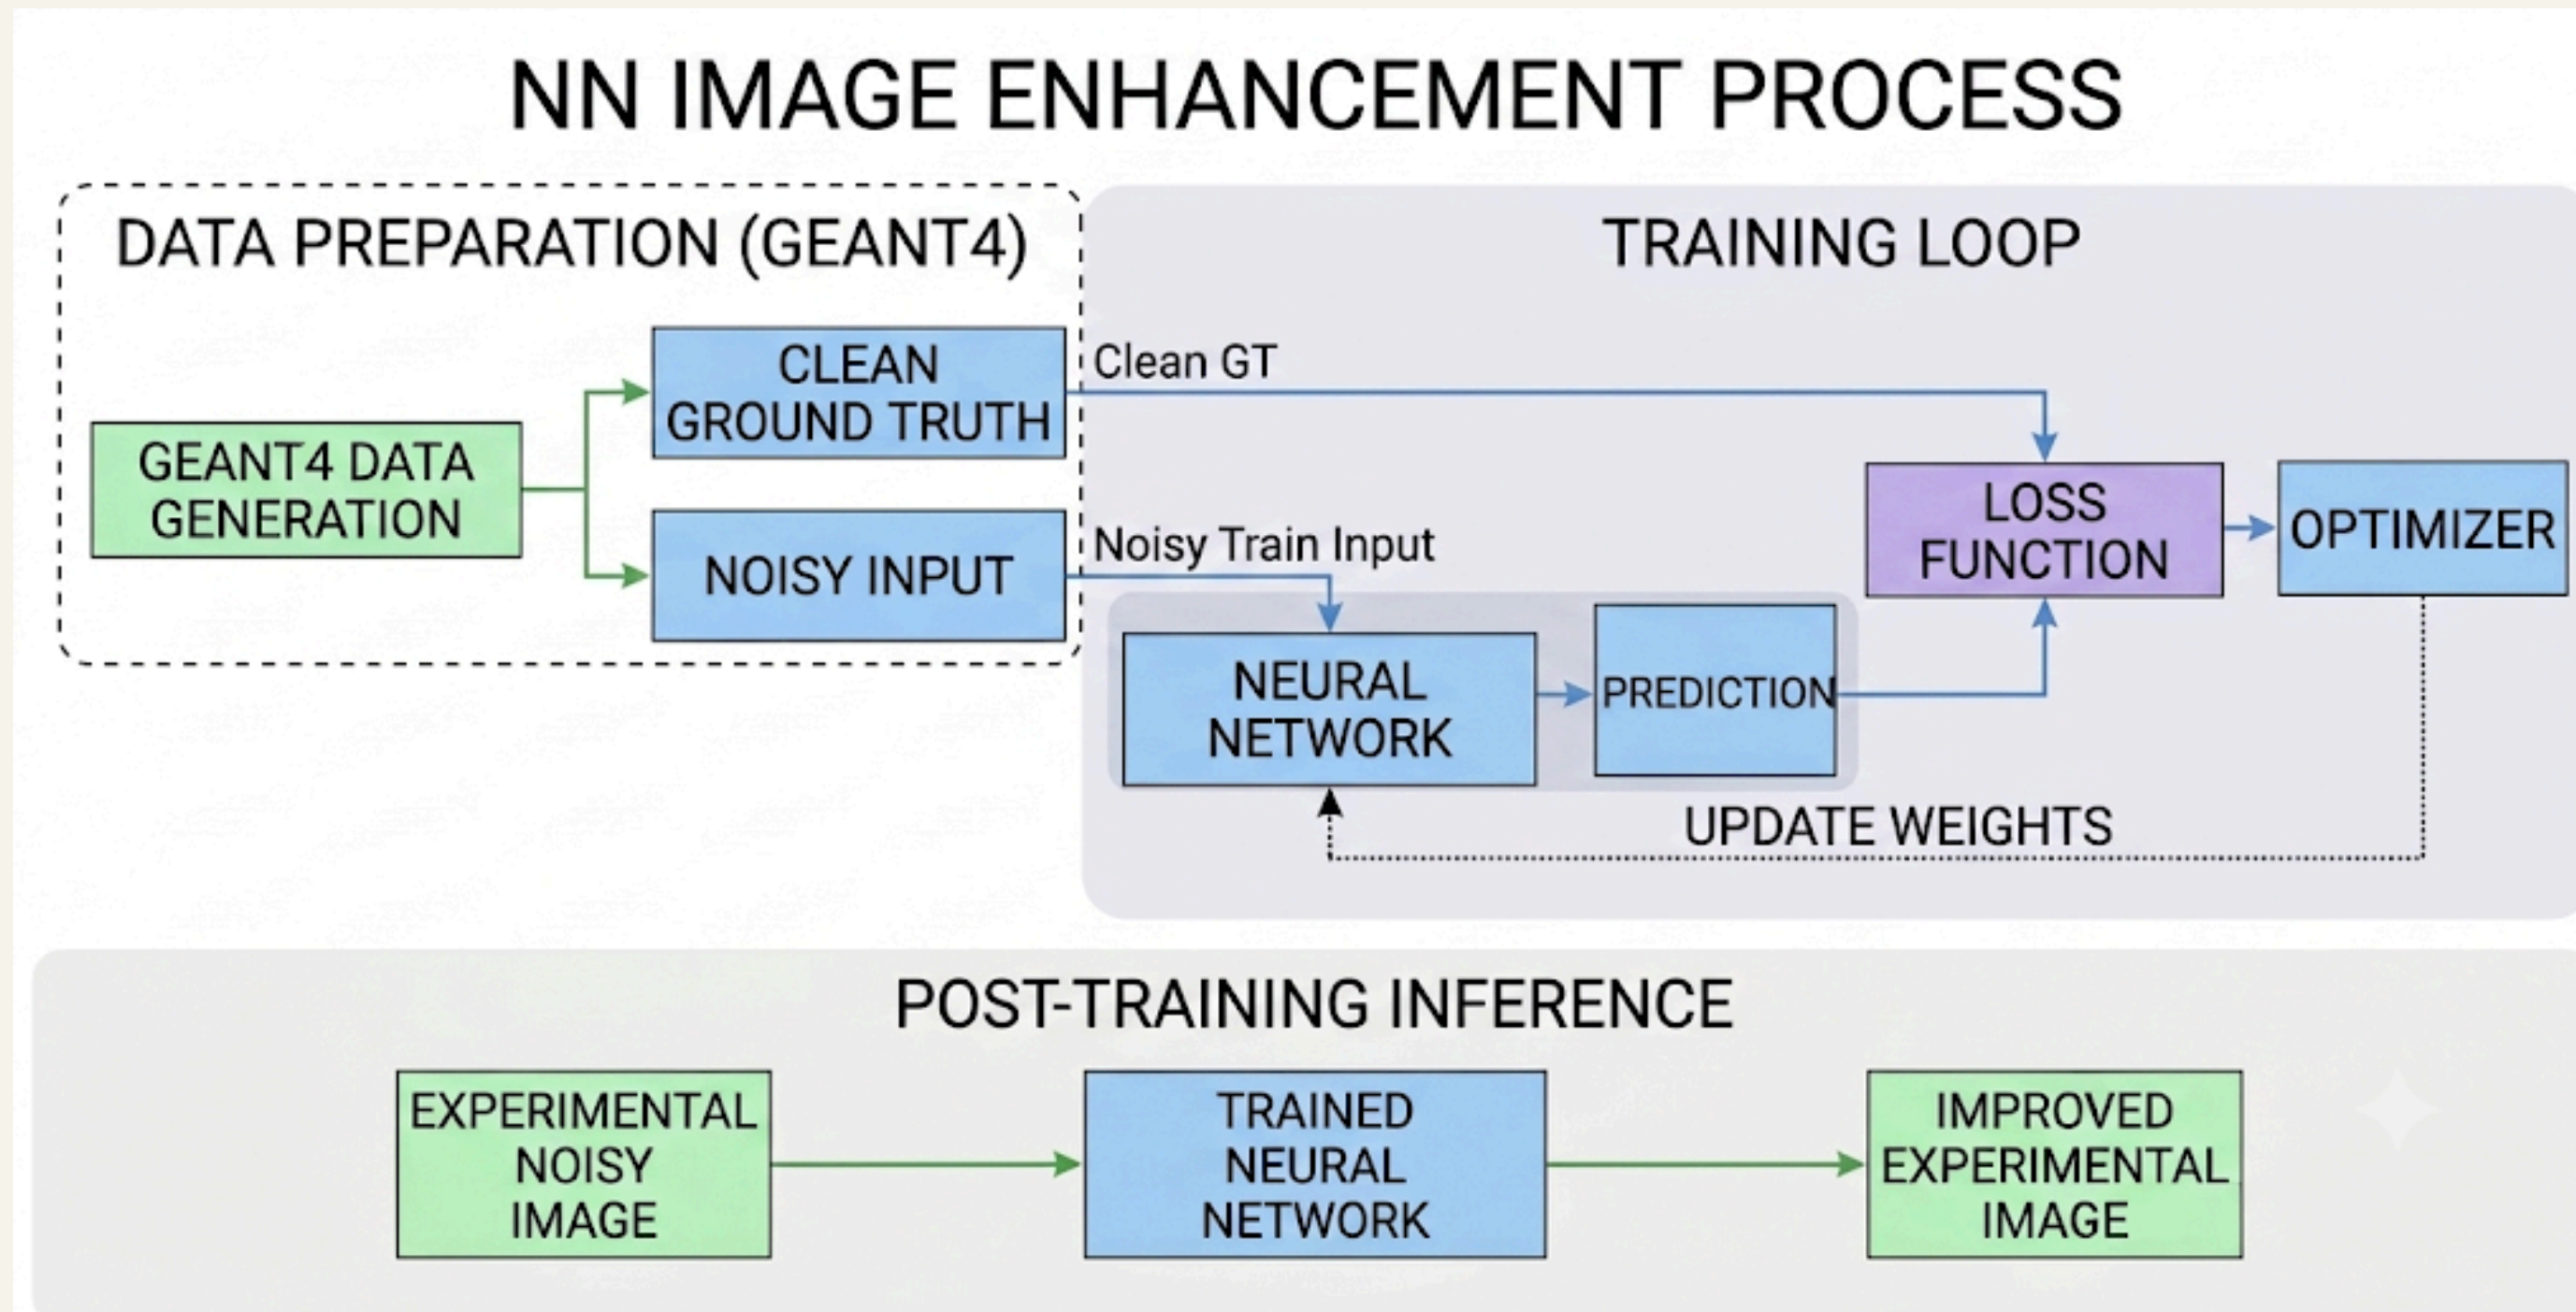 NN IMAGE ENHANCEMENT PROCESS
DATA PREPARATION (GEANT4)
GEANT4 DATA
GENERATION
CLEAN
GROUND TRUTH
NOISY INPUT
TRAINING LOOP
Clean GT
Noisy Train Input
NEURAL
NETWORK
PREDICTION
LOSS
FUNCTION
OPTIMIZER
UPDATE WEIGHTS
POST-TRAINING INFERENCE
EXPERIMENTAL
NOISY
IMAGE
TRAINED
NEURAL
NETWORK
IMPROVED
EXPERIMENTAL
IMAGE